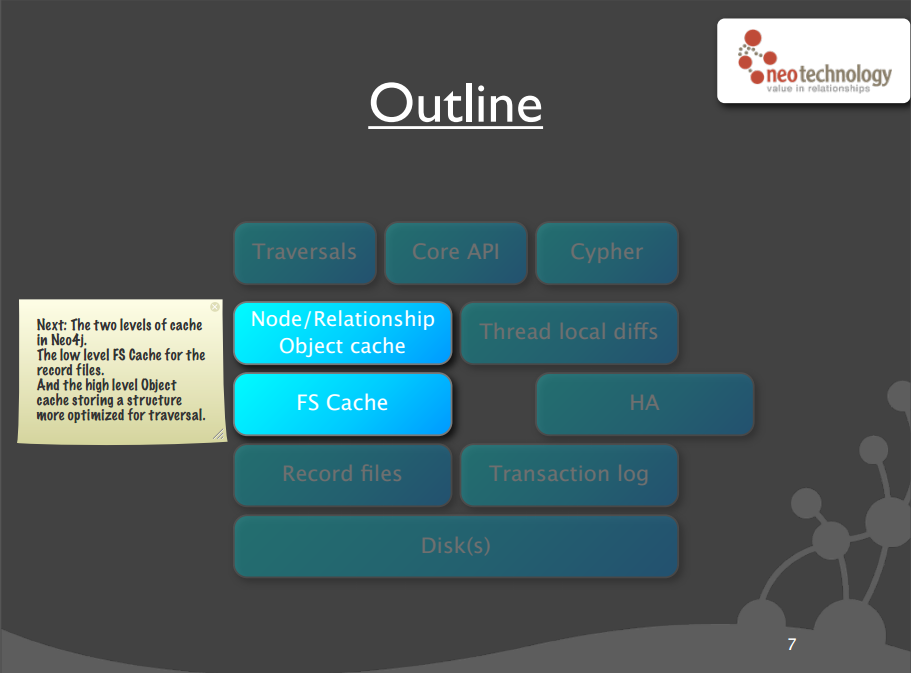 neotechnology
value in relationships
Outline
Traversals
Core API
Cypher
Next: The two levels of cache
in Neo4j.
The low level FS Cache for the
record files.
And the high level Object
cache storing a structure
more optimized for traversal.
Node/Relationship
Object cache
Thread local diffs
FS Cache
HA
Record files
Transaction log
Disk(s)
7